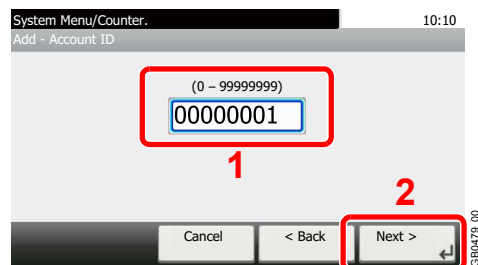 System Menu/Counter. 10:10
Add - Account ID
(0 – 99999999)
00000001
1
2
Cancel < Back Next >
GB0479_00